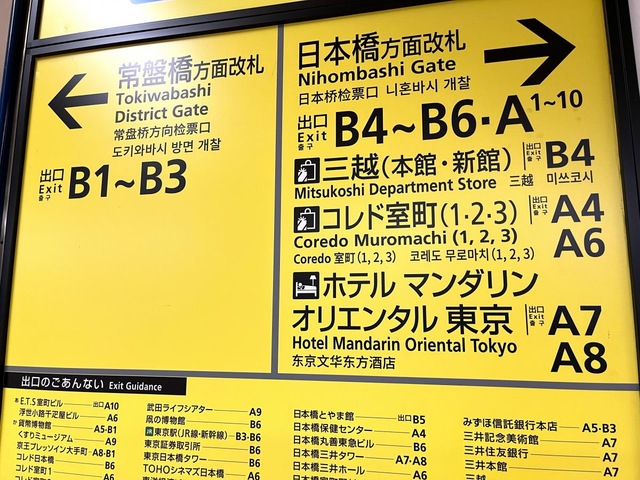 常盤橋方面改札
Tokiwabashi
District Gate
常盘桥方向检票口
도키와바시 방면 개찰
出口
Exit
출구
B1~B3
日本橋方面改札
Nihombashi Gate
日本桥检票口 니혼바시 개찰
出口
Exit
출구
B4~B6・A1~10
三越(本館・新館)
出口
Exit
출구
B4
Mitsukoshi Department Store 三越 미쓰코시
コレド室町(1・2・3)
出口
Exit
출구
A4
Coredo Muromachi (1, 2, 3)
A6
Coredo 室町(1, 2, 3) 코레도 무로마치(1, 2, 3)
ホテル マンダリン
オリエンタル 東京
出口
Exit
출구
A7
Hotel Mandarin Oriental Tokyo
A8
东京文华东方酒店
出口のごあんない Exit Guidance
あ E.T.S室町ビル 出口A10
浮世小路千疋屋ビル A6
か 貨幣博物館 A5・B1
くすりミュージアム A9
京王プレッソイン大手町 A8・B1
コレド日本橋 B6
コレド室町1 A6
武田ライフシアター A9
凧の博物館 B6
東京駅(JR線・新幹線) B3・B6
東京証券取引所 B6
東京日本橋タワー B6
TOHOシネマズ日本橋 A6
日本橋とやま館 出口B5
日本橋保健センター A4
日本橋丸善東急ビル B6
日本橋三井タワー A7・A8
日本橋三井ホール A6
みずほ信託銀行本店 A5・B3
三井記念美術館 A7
三井住友銀行 A7
三井本館 A7
三越